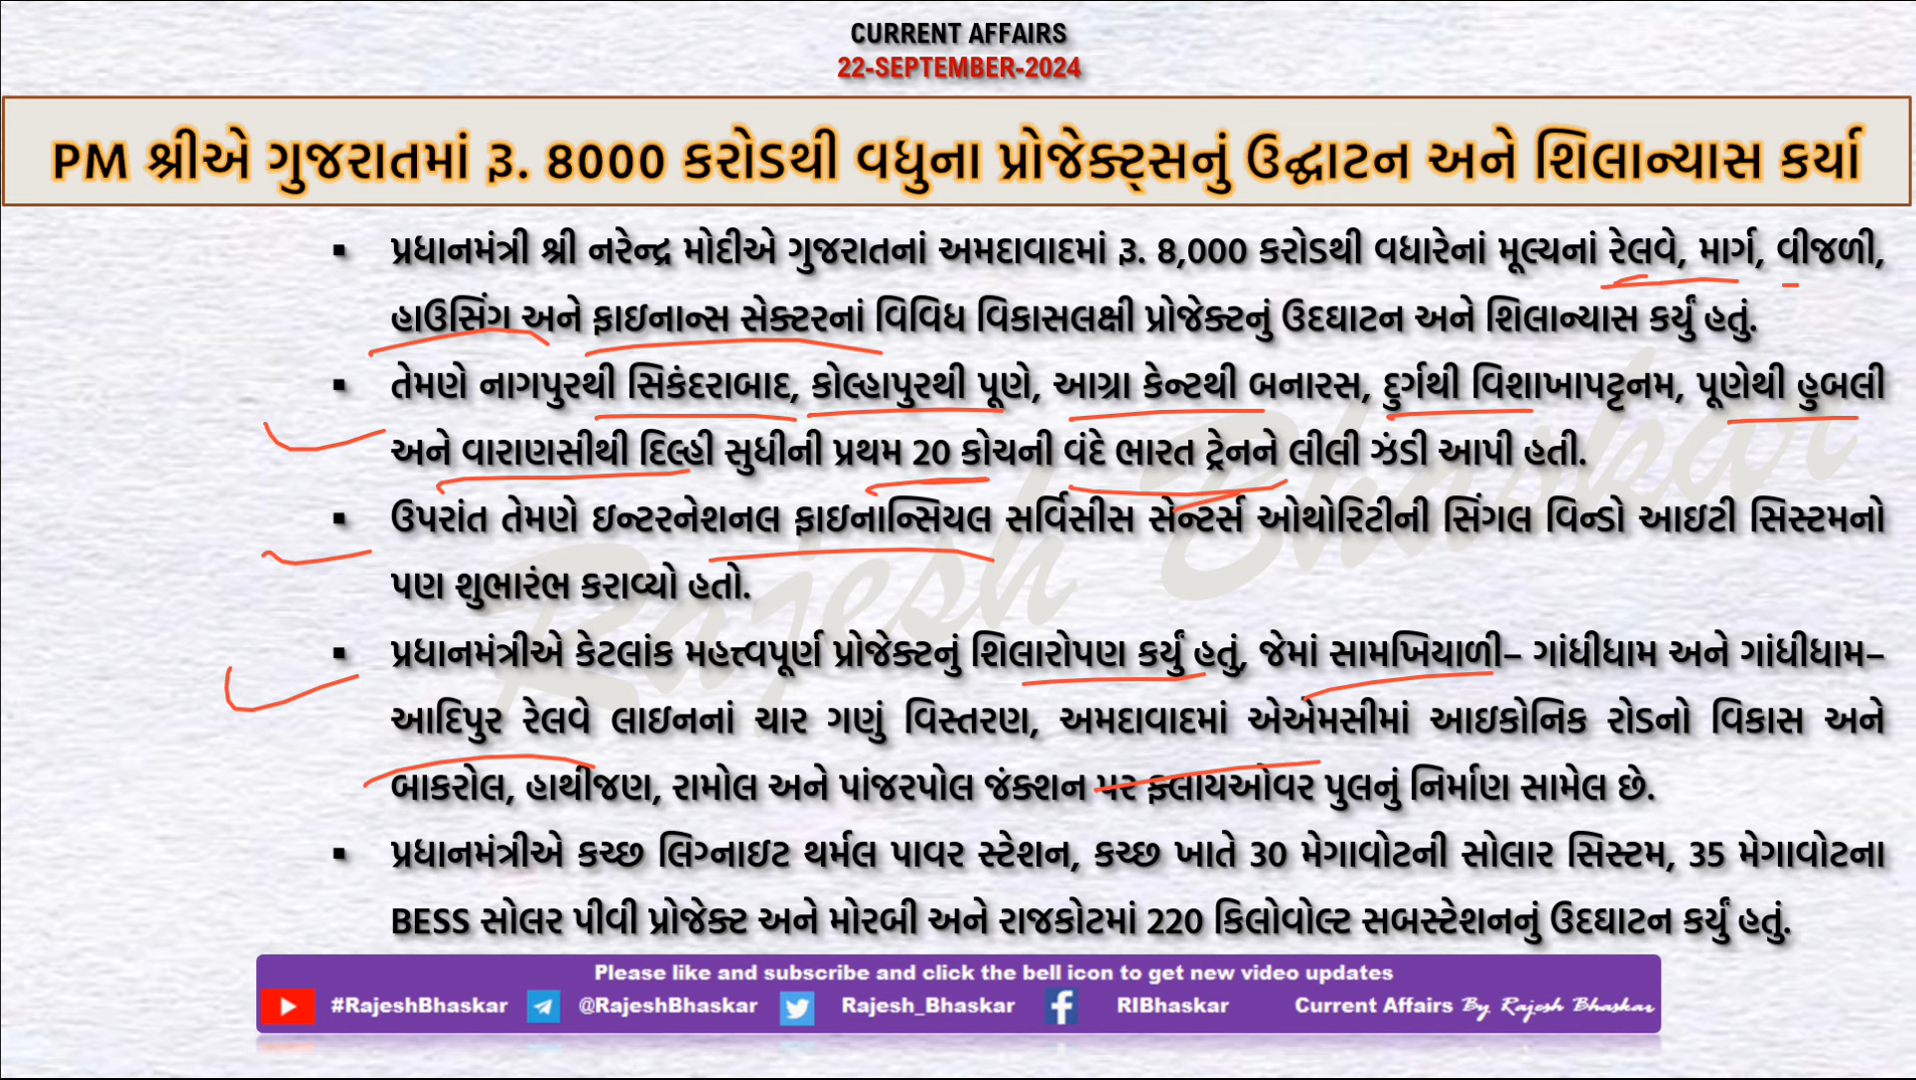 CURRENT AFFAIRS
22-SEPTEMBER-2024
PM શ્રીએ ગુજરાતમાં રૂ. 8000 કરોડથી વધુના પ્રોજેક્ટ્સનું ઉદ્ઘાટન અને શિલાન્યાસ કર્યા
▪ પ્રધાનમંત્રી શ્રી નરેન્દ્ર મોદીએ ગુજરાતનાં અમદાવાદમાં રૂ. 8,000 કરોડથી વધારેનાં મૂલ્યનાં રેલવે, માર્ગ, વીજળી,
હાઉસિંગ અને ફાઇનાન્સ સેક્ટરનાં વિવિધ વિકાસલક્ષી પ્રોજેક્ટનું ઉદઘાટન અને શિલાન્યાસ કર્યું હતું.
▪ તેમણે નાગપુરથી સિકંદરાબાદ, કોલ્હાપુરથી પૂણે, આગ્રા કેન્ટથી બનારસ, દુર્ગથી વિશાખાપટ્ટનમ, પૂણેથી હુબલી
અને વારાણસીથી દિલ્હી સુધીની પ્રથમ 20 કોચની વંદે ભારત ટ્રેનને લીલી ઝંડી આપી હતી.
▪ ઉપરાંત તેમણે ઇન્ટરનેશનલ ફાઇનાન્સિયલ સર્વિસીસ સેન્ટર્સ ઓથોરિટીની સિંગલ વિન્ડો આઇટી સિસ્ટમનો
પણ શુભારંભ કરાવ્યો હતો.
▪ પ્રધાનમંત્રીએ કેટલાંક મહત્ત્વપૂર્ણ પ્રોજેક્ટનું શિલારોપણ કર્યું હતું, જેમાં સામખિયાળી– ગાંધીધામ અને ગાંધીધામ–
આદિપુર રેલવે લાઇનનાં ચાર ગણું વિસ્તરણ, અમદાવાદમાં એએમસીમાં આઇકોનિક રોડનો વિકાસ અને
બાકરોલ, હાથીજણ, રામોલ અને પાંજરપોલ જંક્શન પર ફ્લાયઓવર પુલનું નિર્માણ સામેલ છે.
▪ પ્રધાનમંત્રીએ કચ્છ લિગ્નાઇટ થર્મલ પાવર સ્ટેશન, કચ્છ ખાતે 30 મેગાવોટની સોલાર સિસ્ટમ, 35 મેગાવોટના
BESS સોલર પીવી પ્રોજેક્ટ અને મોરબી અને રાજકોટમાં 220 કિલોવોલ્ટ સબસ્ટેશનનું ઉદઘાટન કર્યું હતું.
Rajesh Bhaskar
Please like and subscribe and click the bell icon to get new video updates
#RajeshBhaskar @RajeshBhaskar Rajesh_Bhaskar RIBhaskar Current Affairs By Rajesh Bhaskar